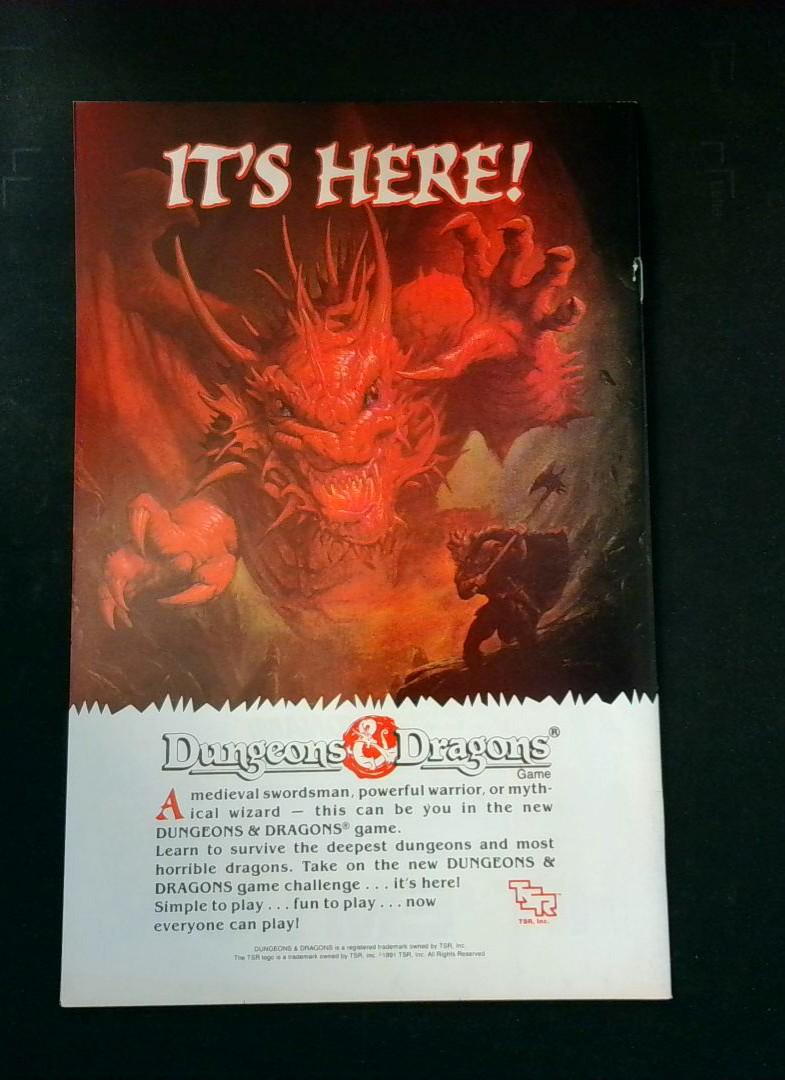 IT'S HERE!
Dungeons & Dragons®
Game
A medieval swordsman, powerful warrior, or myth-
ical wizard — this can be you in the new
DUNGEONS & DRAGONS® game.
Learn to survive the deepest dungeons and most
horrible dragons. Take on the new DUNGEONS &
DRAGONS game challenge . . . it's here!
Simple to play . . . fun to play . . . now
everyone can play!
TSR™
TSR, Inc.
DUNGEONS & DRAGONS is a registered trademark owned by TSR, Inc.
The TSR logo is a trademark owned by TSR, Inc. ©1991 TSR, Inc. All Rights Reserved